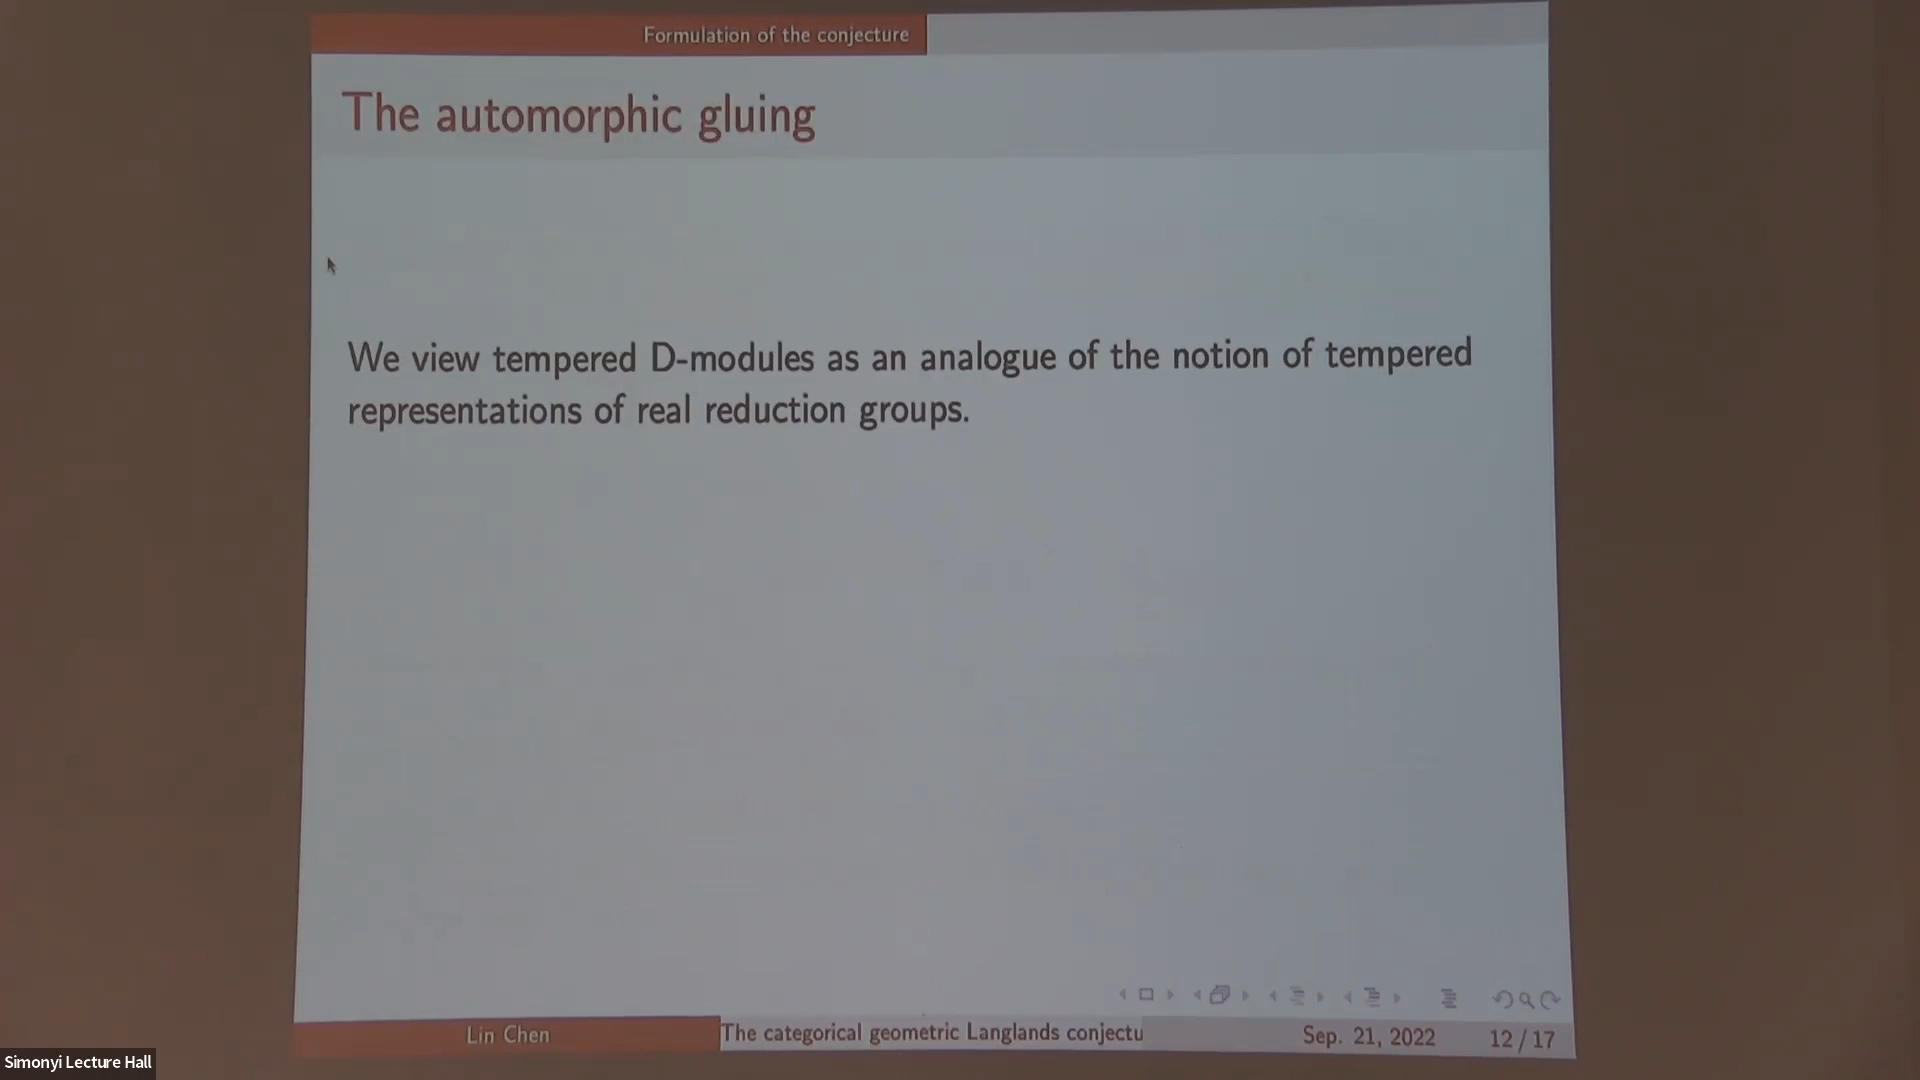 Formulation of the conjecture
The automorphic gluing
We view tempered D-modules as an analogue of the notion of tempered
representations of real reduction groups.
Lin Chen
The categorical geometric Langlands conjectu
Sep. 21, 2022
12 / 17
Simonyi Lecture Hall